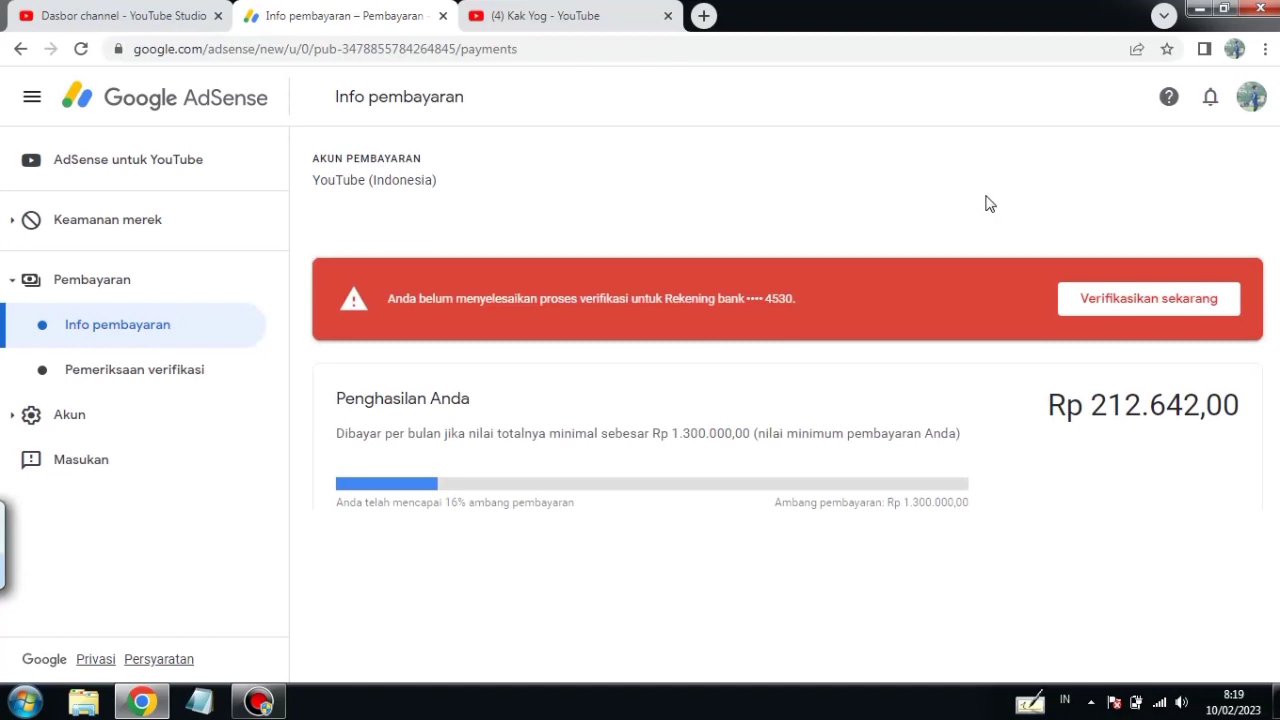 Dasbor channel - YouTube Studio
Info pembayaran – Pembayaran -
(4) Kak Yog - YouTube
google.com/adsense/new/u/0/pub-3478855784264845/payments
Google AdSense
Info pembayaran
AdSense untuk YouTube
Keamanan merek
Pembayaran
Info pembayaran
Pemeriksaan verifikasi
Akun
Masukan
AKUN PEMBAYARAN
YouTube (Indonesia)
Anda belum menyelesaikan proses verifikasi untuk Rekening bank •••• 4530.
Verifikasikan sekarang
Penghasilan Anda
Rp 212.642,00
Dibayar per bulan jika nilai totalnya minimal sebesar Rp 1.300.000,00 (nilai minimum pembayaran Anda)
Anda telah mencapai 16% ambang pembayaran
Ambang pembayaran: Rp 1.300.000,00
Google Privasi Persyaratan
IN
8:19
10/02/2023